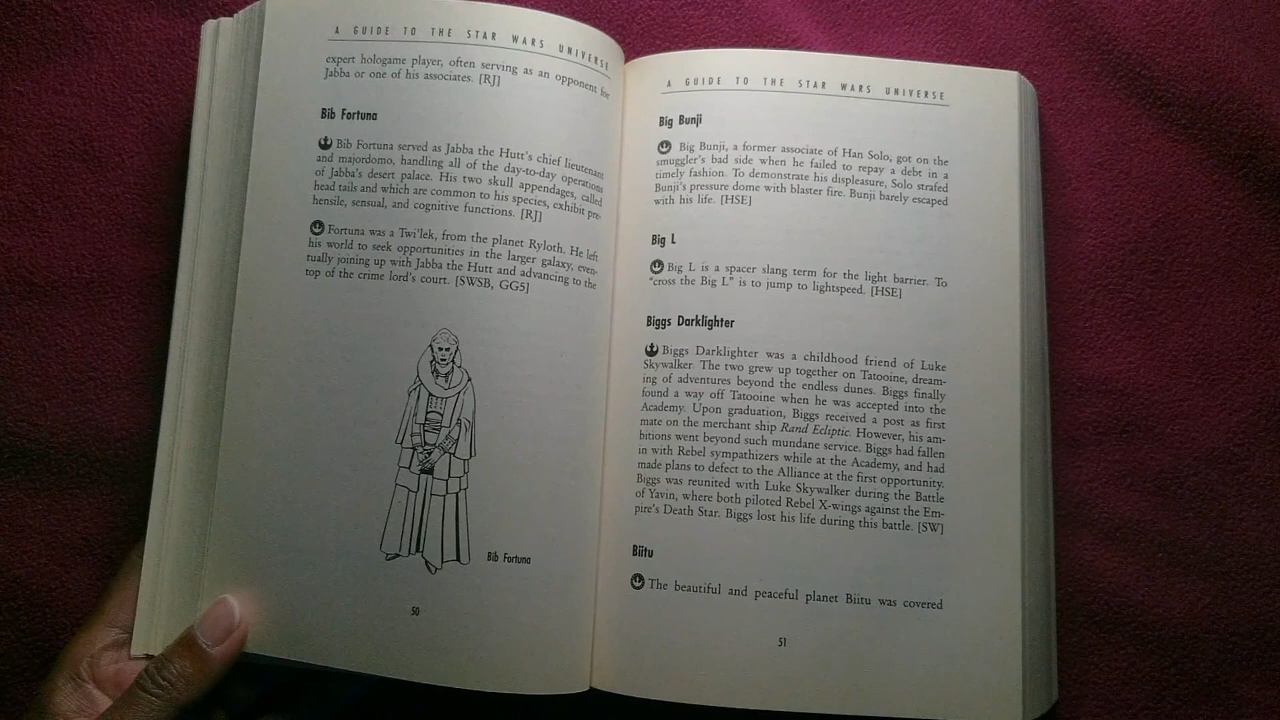 A GUIDE TO THE STAR WARS UNIVERSE
expert hologame player, often serving as an opponent for
Jabba or one of his associates. [RJ]
Bib Fortuna
Bib Fortuna served as Jabba the Hutt's chief lieutenant
and majordomo, handling all of the day-to-day operations
of Jabba's desert palace. His two skull appendages, called
head tails and which are common to his species, exhibit pre-
hensile, sensual, and cognitive functions. [RJ]
Fortuna was a Twi'lek, from the planet Ryloth. He left
his world to seek opportunities in the larger galaxy, even-
tually joining up with Jabba the Hutt and advancing to the
top of the crime lord's court. [SWSB, GG5]
Bib Fortuna
50
A GUIDE TO THE STAR WARS UNIVERSE
Big Bunji
Big Bunji, a former associate of Han Solo, got on the
smuggler's bad side when he failed to repay a debt in a
timely fashion. To demonstrate his displeasure, Solo strafed
Bunji's pressure dome with blaster fire. Bunji barely escaped
with his life. [HSE]
Big L
Big L is a spacer slang term for the light barrier. To
"cross the Big L" is to jump to lightspeed. [HSE]
Biggs Darklighter
Biggs Darklighter was a childhood friend of Luke
Skywalker. The two grew up together on Tatooine, dream-
ing of adventures beyond the endless dunes. Biggs finally
found a way off Tatooine when he was accepted into the
Academy. Upon graduation, Biggs received a post as first
mate on the merchant ship Rand Ecliptic. However, his am-
bitions went beyond such mundane service. Biggs had fallen
in with Rebel sympathizers while at the Academy, and had
made plans to defect to the Alliance at the first opportunity.
Biggs was reunited with Luke Skywalker during the Battle
of Yavin, where both piloted Rebel X-wings against the Em-
pire's Death Star. Biggs lost his life during this battle. [SW]
Biitu
The beautiful and peaceful planet Biitu was covered
51